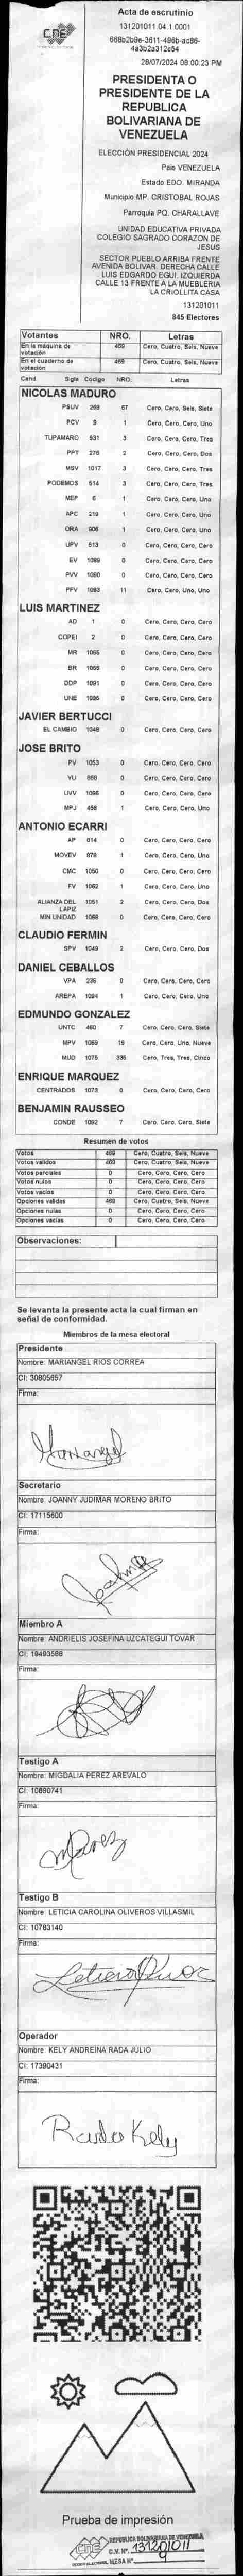 CNE
Acta de escrutinio
131201011.04.1.0001
28/07/2024 08:00:23 PM
PRESIDENTA O
PRESIDENTE DE LA
REPUBLICA
BOLIVARIANA DE
VENEZUELA
ELECCIÓN PRESIDENCIAL 2024
Pais VENEZUELA
Estado EDO. MIRANDA
Municipio MP. CRISTOBAL ROJAS
Parroquia PQ. CHARALLAVE
UNIDAD EDUCATIVA PRIVADA
COLEGIO SAGRADO CORAZON DE
JESUS
SECTOR PUEBLO ARRIBA FRENTE
AVENIDA BOLIVAR. DERECHA CALLE
LUIS EDGARDO EGUI. IZQUIERDA
CALLE 13 FRENTE A LA MUEBLERIA
LA CRIOLLITA CASA
131201011
845 Electores
Votantes NRO. Letras
En la máquina de votación 469 Cero, Cuatro, Seis, Nueve
En el cuaderno de votación 469 Cero, Cuatro, Seis, Nueve
Cand. Sigla Código NRO. Letras
NICOLAS MADURO
PSUV 269 67 Cero, Cero, Seis, Siete
PCV 9 1 Cero, Cero, Cero, Uno
TUPAMARO 931 3 Cero, Cero, Cero, Tres
PPT 276 2 Cero, Cero, Cero, Dos
MSV 1017 3 Cero, Cero, Cero, Tres
PODEMOS 514 3 Cero, Cero, Cero, Tres
MEP 6 1 Cero, Cero, Cero, Uno
APC 219 1 Cero, Cero, Cero, Uno
ORA 906 1 Cero, Cero, Cero, Uno
UPV 513 0 Cero, Cero, Cero, Cero
EV 1089 0 Cero, Cero, Cero, Cero
PVV 1090 0 Cero, Cero, Cero, Cero
PFV 1093 11 Cero, Cero, Uno, Uno
LUIS MARTINEZ
AD 1 0 Cero, Cero, Cero, Cero
COPEI 2 0 Cero, Cero, Cero, Cero
MR 1065 0 Cero, Cero, Cero, Cero
BR 1066 0 Cero, Cero, Cero, Cero
DDP 1091 0 Cero, Cero, Cero, Cero
UNE 1095 0 Cero, Cero, Cero, Cero
JAVIER BERTUCCI
EL CAMBIO 1048 0 Cero, Cero, Cero, Cero
JOSE BRITO
PV 1053 0 Cero, Cero, Cero, Cero
VU 869 0 Cero, Cero, Cero, Cero
UVV 1096 0 Cero, Cero, Cero, Cero
MPJ 458 1 Cero, Cero, Cero, Uno
ANTONIO ECARRI
AP 914 0 Cero, Cero, Cero, Cero
MOVEV 879 1 Cero, Cero, Cero, Uno
CMC 1050 0 Cero, Cero, Cero, Cero
FV 1062 1 Cero, Cero, Cero, Uno
ALIANZA DEL LAPIZ 1051 2 Cero, Cero, Cero, Dos
MIN UNIDAD 1068 0 Cero, Cero, Cero, Cero
CLAUDIO FERMIN
SPV 1049 2 Cero, Cero, Cero, Dos
DANIEL CEBALLOS
VPA 236 0 Cero, Cero, Cero, Cero
AREPA 1094 1 Cero, Cero, Cero, Uno
EDMUNDO GONZALEZ
UNTC 460 7 Cero, Cero, Cero, Siete
MPV 1069 19 Cero, Cero, Uno, Nueve
MUD 1075 335 Cero, Tres, Tres, Cinco
ENRIQUE MARQUEZ
CENTRADOS 1073 0 Cero, Cero, Cero, Cero
BENJAMIN RAUSSEO
CONDE 1092 7 Cero, Cero, Cero, Siete
Resumen de votos
Votos 469 Cero, Cuatro, Seis, Nueve
Votos validos 469 Cero, Cuatro, Seis, Nueve
Votos parciales 0 Cero, Cero, Cero, Cero
Votos nulos 0 Cero, Cero, Cero, Cero
Votos vacios 0 Cero, Cero, Cero, Cero
Opciones validas 469 Cero, Cuatro, Seis, Nueve
Opciones nulas 0 Cero, Cero, Cero, Cero
Opciones vacias 0 Cero, Cero, Cero, Cero
Observaciones:
Se levanta la presente acta la cual firman en
señal de conformidad.
Miembros de la mesa electoral
Presidente
Nombre: MARIANGEL RIOS CORREA
CI: 30805657
Firma:
Mariangel
Secretario
Nombre: JOANNY JUDIMAR MORENO BRITO
CI: 17115600
Firma:
Miembro A
Nombre: ANDRIELIS JOSEFINA UZCATEGUI TOVAR
CI: 19493588
Firma:
Testigo A
Nombre: MIGDALIA PEREZ AREVALO
CI: 10890741
Firma:
Testigo B
Nombre: LETICIA CAROLINA OLIVEROS VILLASMIL
CI: 10783140
Firma:
Operador
Nombre: KELY ANDREINA RADA JULIO
CI: 17390431
Firma:
Rada Kely
Prueba de impresión
CNE REPUBLICA BOLIVARIANA DE VENEZUELA
C.V. N°. 131201011
MESA N°.